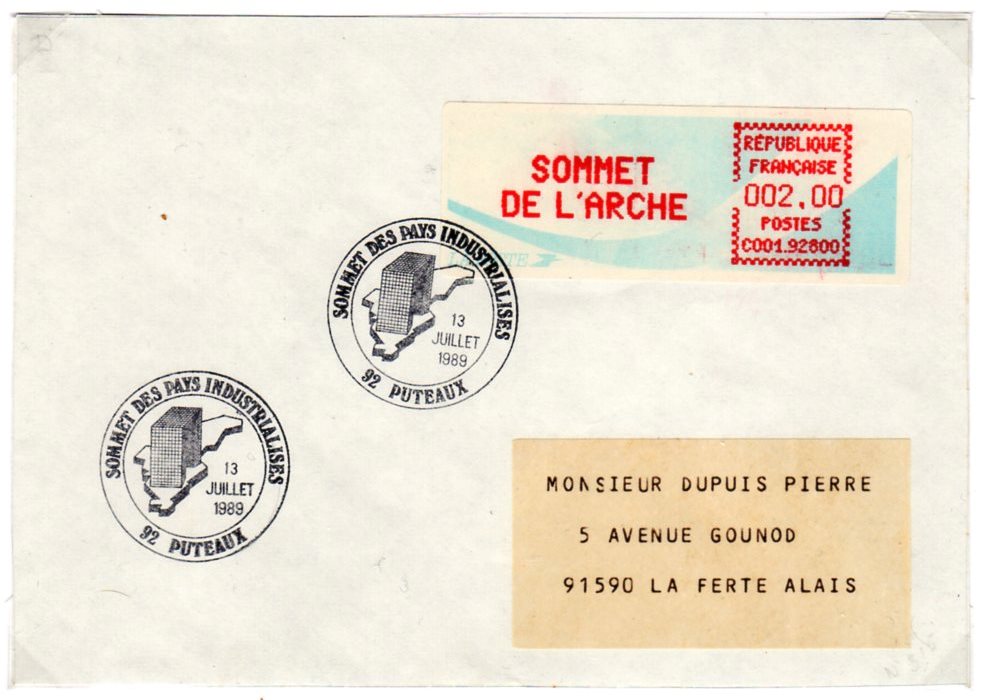 SOMMET
DE L'ARCHE
RÉPUBLIQUE
FRANÇAISE
002,00
POSTES
C001.92800
SOMMET DES PAYS INDUSTRIALISES
13
JUILLET
1989
92 PUTEAUX
SOMMET DES PAYS INDUSTRIALISES
13
JUILLET
1989
92 PUTEAUX
MONSIEUR DUPUIS PIERRE
5 AVENUE GOUNOD
91590 LA FERTE ALAIS